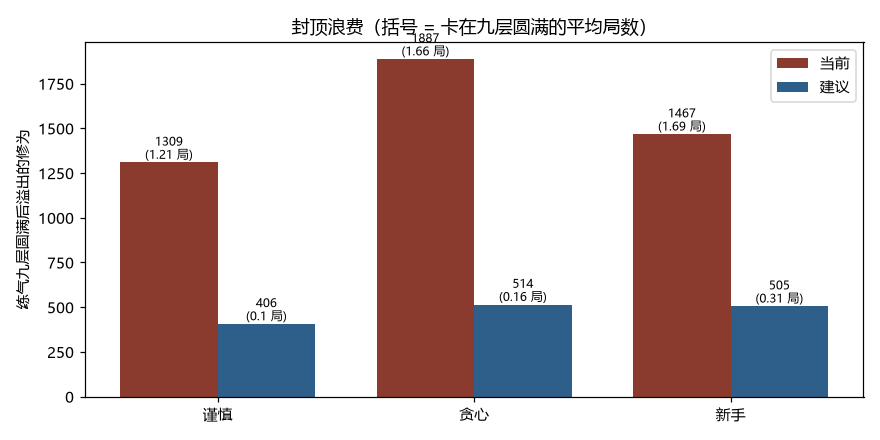 封顶浪费（括号 = 卡在九层圆满的平均局数）
练气九层圆满后溢出的修为
1750
1500
1250
1000
750
500
250
0
1309
(1.21 局)
406
(0.1 局)
1887
(1.66 局)
514
(0.16 局)
1467
(1.69 局)
505
(0.31 局)
当前
建议
谨慎
贪心
新手